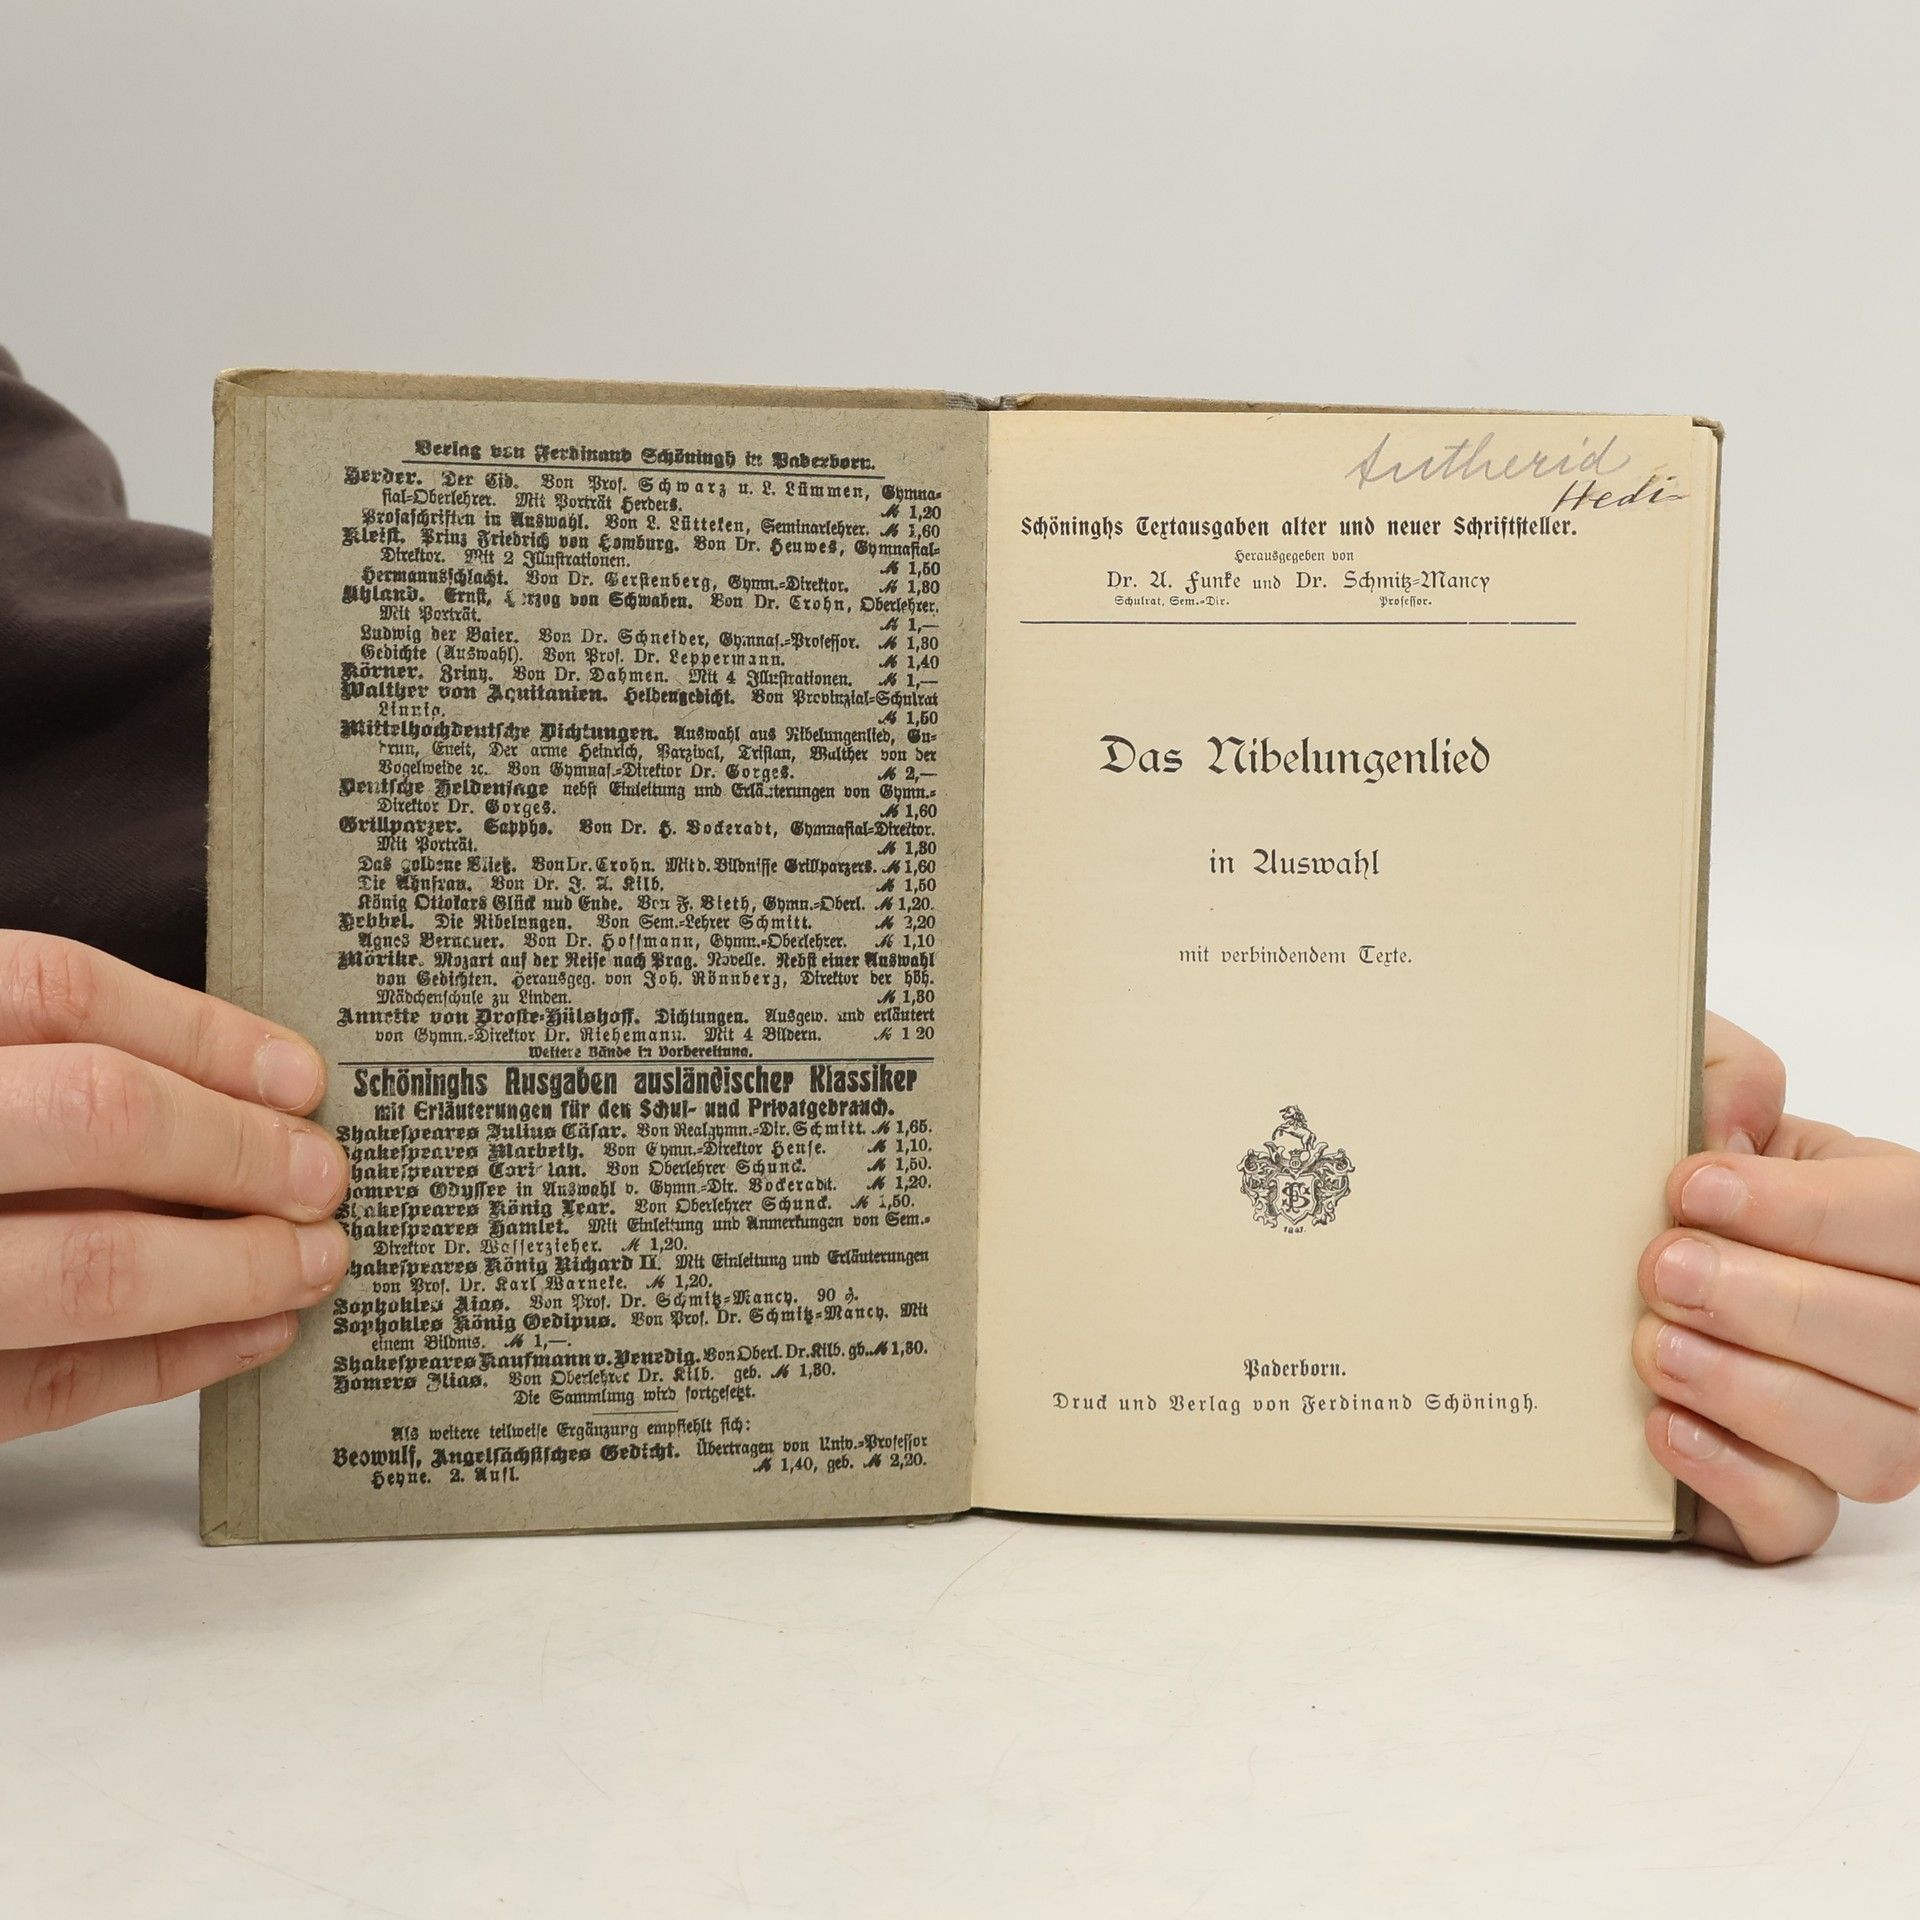 Verlag von Ferdinand Schöningh in Paderborn.
Herder. Der Cid. Von Prof. Schwarz u. L. Lümmen, Gymna-
sial-Oberlehrer. Mit Porträt Herders. ℳ 1,20
Prosaschriften in Auswahl. Von L. Lütteken, Seminarlehrer. ℳ 1,60
Kleist. Prinz Friedrich von Homburg. Von Dr. Heuwes, Gymnasial-
Direktor. Mit 2 Illustrationen. ℳ 1,50
Hermannsschlacht. Von Dr. Gerstenberg, Gymn.-Direktor. ℳ 1,30
Uhland. Ernst, Herzog von Schwaben. Von Dr. Crohn, Oberlehrer.
Mit Porträt. ℳ 1,—
Ludwig der Baier. Von Dr. Schneider, Gymnas.-Professor. ℳ 1,30
Gedichte (Auswahl). Von Prof. Dr. Leppermann. ℳ 1,40
Körner. Zriny. Von Dr. Dahmen. Mit 4 Illustrationen. ℳ 1,—
Walther von Aquitanien. Heldengedicht. Von Provinzial-Schulrat
Linnig. ℳ 1,50
Mittelhochdeutsche Dichtungen. Auswahl aus Nibelungenlied, Gu-
drun, Eneit, Der arme Heinrich, Parzival, Tristan, Walther von der
Vogelweide ꝛc. Von Gymnas.-Direktor Dr. Gorges. ℳ 2,—
Deutsche Heldensage nebst Einleitung und Erläuterungen von Gymn.-
Direktor Dr. Gorges. ℳ 1,60
Grillparzer. Sappho. Von Dr. H. Vockeradt, Gymnasial-Direktor.
Mit Porträt. ℳ 1,30
Das goldene Vließ. Von Dr. Crohn. Mit d. Bildnisse Grillparzers. ℳ 1,60
Die Ahnfrau. Von Dr. J. A. Kilb. ℳ 1,50
König Ottokars Glück und Ende. Von F. Vieth, Gymn.-Oberl. ℳ 1,20.
Hebbel. Die Nibelungen. Von Sem.-Lehrer Schmitt. ℳ 2,20
Agnes Bernauer. Von Dr. Hoffmann, Gymn.-Oberlehrer. ℳ 1,10
Mörike. Mozart auf der Reise nach Prag. Novelle. Nebst einer Auswahl
von Gedichten. Herausgeg. von Joh. Rönnberg, Direktor der höh.
Mädchenschule zu Linden. ℳ 1,30
Annette von Droste-Hülshoff. Dichtungen. Ausgew. und erläutert
von Gymn.-Direktor Dr. Riehemann. Mit 4 Bildern. ℳ 1 20
Weitere Bände in Vorbereitung.
Schöninghs Ausgaben ausländischer Klassiker
mit Erläuterungen für den Schul- und Privatgebrauch.
Shakespeares Julius Cäsar. Von Realgymn.-Dir. Schmitt. ℳ 1,65.
Shakespeares Macbeth. Von Gymn.-Direktor Hense. ℳ 1,10.
Shakespeares Coriolan. Von Oberlehrer Schunck. ℳ 1,50.
Homers Odyssee in Auswahl v. Gymn.-Dir. Vockeradt. ℳ 1,20.
Shakespeares König Lear. Von Oberlehrer Schunck. ℳ 1,50.
Shakespeares Hamlet. Mit Einleitung und Anmerkungen von Sem.-
Direktor Dr. Wasserzieher. ℳ 1,20.
Shakespeares König Richard II. Mit Einleitung und Erläuterungen
von Prof. Dr. Karl Warneke. ℳ 1,20.
Sophokles Aias. Von Prof. Dr. Schmitz-Mancy. 90 ₰.
Sophokles König Oedipus. Von Prof. Dr. Schmitz-Mancy. Mit
einem Bildnis. ℳ 1,—.
Shakespeares Kaufmann v. Venedig. Von Oberl. Dr. Kilb. gb. ℳ 1,30.
Homers Ilias. Von Oberlehrer Dr. Kilb. geb. ℳ 1,30.
Die Sammlung wird fortgesetzt.
Als weitere teilweise Ergänzung empfiehlt sich:
Beowulf, Angelsächsisches Gedicht. Übertragen von Univ.-Professor
Heyne. 2. Aufl. ℳ 1,40, geb. ℳ 2,20.
Hedi
Schöninghs Textausgaben alter und neuer Schriftsteller.
Herausgegeben von
Dr. A. Funke und Dr. Schmitz-Mancy
Schulrat, Sem.-Dir. Professor.
Das Nibelungenlied
in Auswahl
mit verbindendem Texte.
FS
1847.
Paderborn.
Druck und Verlag von Ferdinand Schöningh.